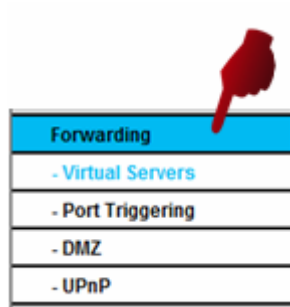 Forwarding
- Virtual Servers
- Port Triggering
- DMZ
- UPnP